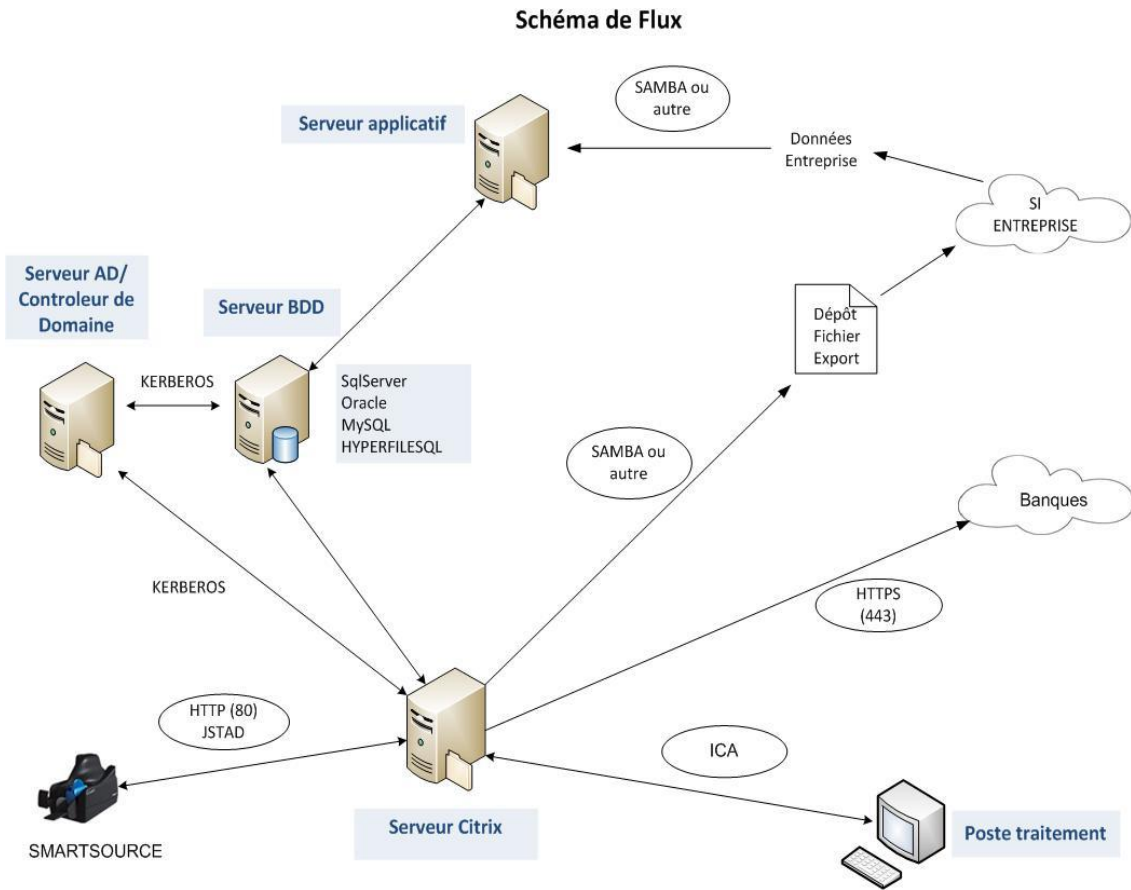 Schéma de Flux
SAMBA ou
autre
Serveur applicatif
Données
Entreprise
SI
ENTREPRISE
Serveur AD/
Controleur de
Domaine
Serveur BDD
Dépôt
Fichier
Export
KERBEROS
SqlServer
Oracle
MySQL
HYPERFILESQL
SAMBA ou
autre
Banques
KERBEROS
HTTPS
(443)
HTTP (80)
JSTAD
ICA
Serveur Citrix
Poste traitement
SMARTSOURCE